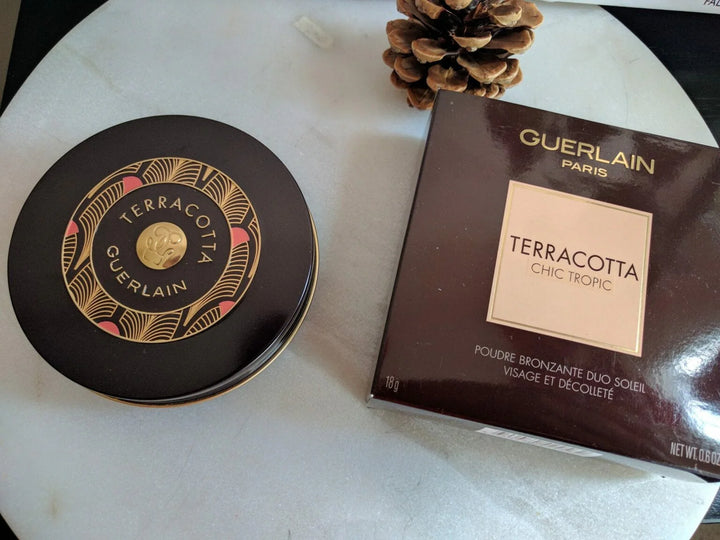 TERRACOTTA
GUERLAIN
GUERLAIN
PARIS
TERRACOTTA
CHIC TROPIC
POUDRE BRONZANTE DUO SOLEIL
VISAGE ET DÉCOLLETÉ
18g
NET WT. 0.6 OZ